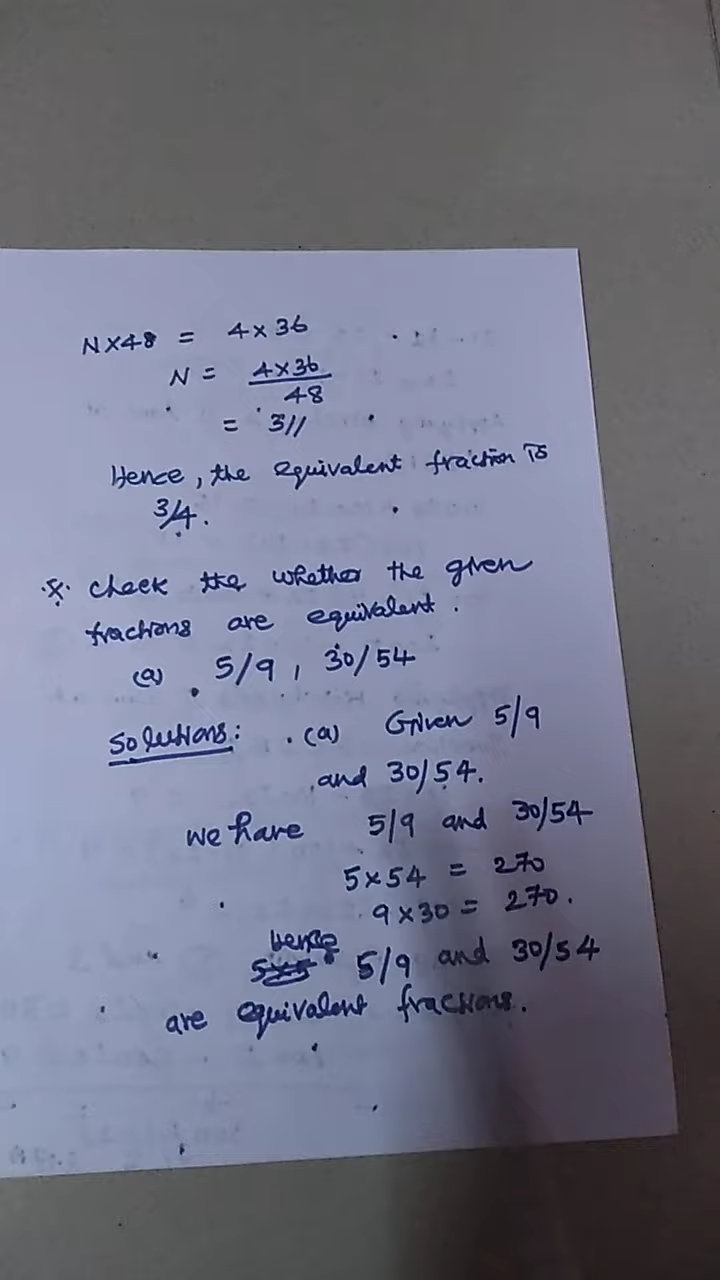 N×48 = 4×36
N = 4×36/48
= 3//
Hence, the equivalent fraction is
3/4.
※ check the whether the given
fractions are equivalent.
(a) 5/9, 30/54
Solutions: (a) Given 5/9
and 30/54.
we have 5/9 and 30/54
5×54 = 270
9×30 = 270.
hence 5/9 and 30/54
are equivalent fractions.